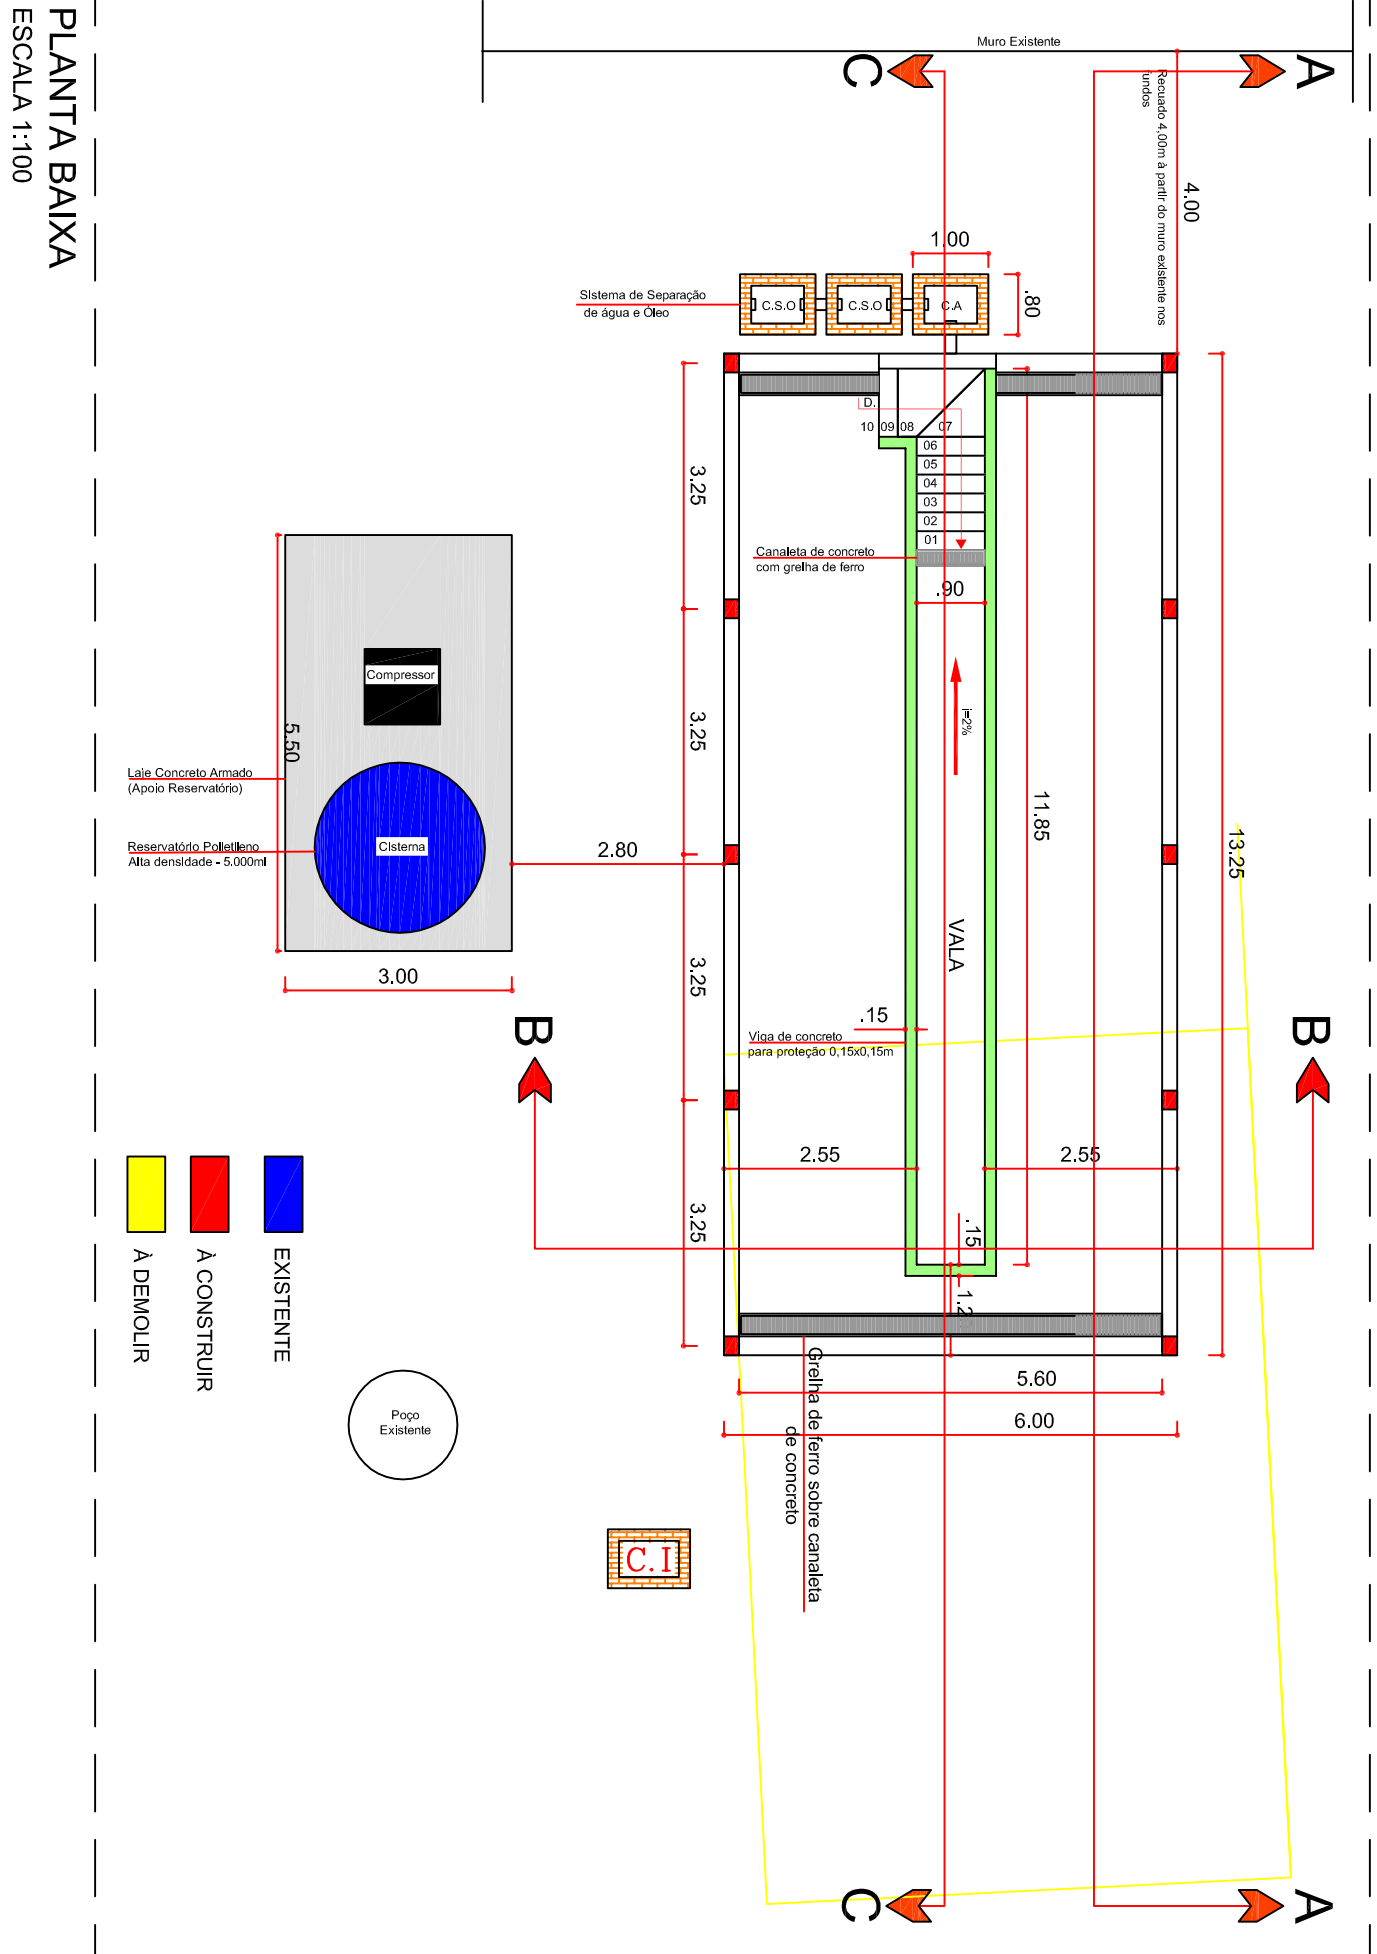 PLANTA BAIXA
ESCALA 1:100
Muro Existente
C
A
Recuado 4,00m à partir do muro existente nos
fundos
4.00
1.00
.80
Sistema de Separação
de água e Óleo
C.S.O
C.S.O
C.A
D.
10
09
08
07
06
05
04
03
02
01
3.25
Canaleta de concreto
com grelha de ferro
.90
Compressor
i=2%
3.25
5.50
Laje Concreto Armado
(Apoio Reservatório)
11.85
13.25
Reservatório Polietileno
Alta densidade - 5.000ml
Cisterna
2.80
VALA
3.25
3.00
B
B
.15
Viga de concreto
para proteção 0,15x0,15m
2.55
2.55
3.25
.15
EXISTENTE
À CONSTRUIR
À DEMOLIR
Grelha de ferro sobre canaleta
de concreto
5.60
6.00
Poço
Existente
C.I
C
A